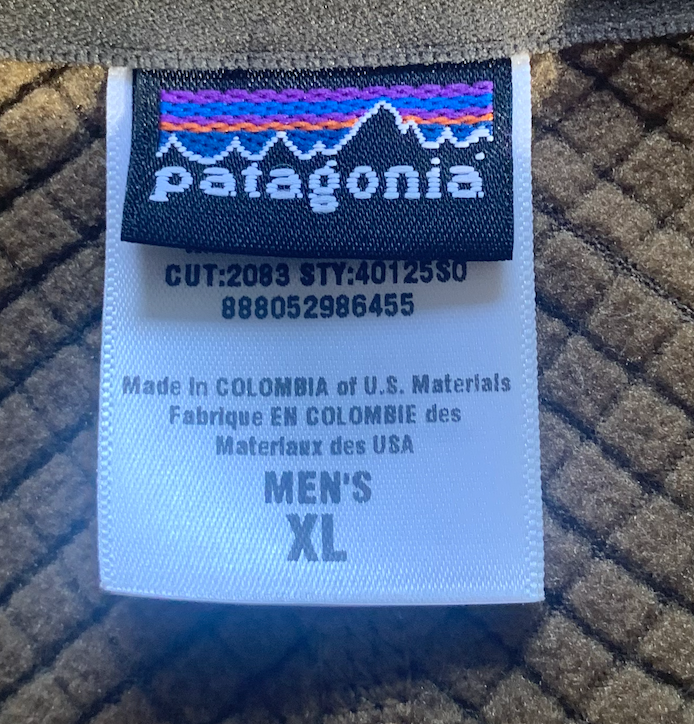 patagonia
CUT:2083 STY:40125SO
888052986455
Made in COLOMBIA of U.S. Materials
Fabrique EN COLOMBIE des
Materiaux des USA
MEN'S
XL